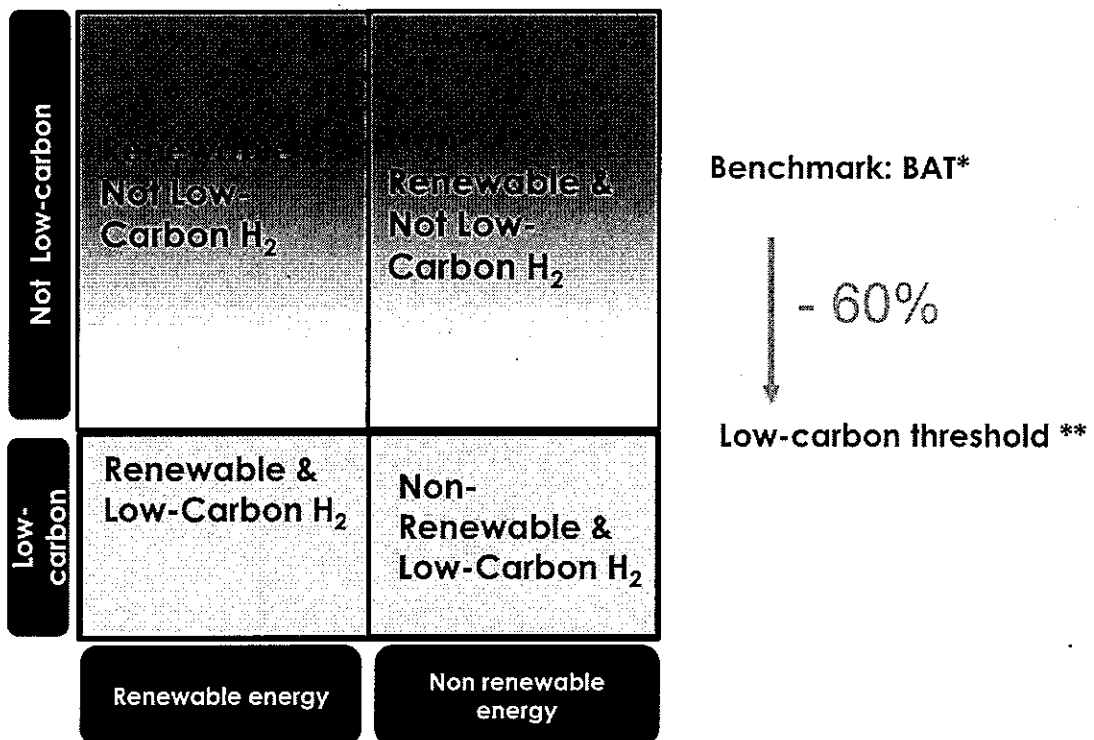 Not Low-carbon
Not Low-
Carbon H₂
Renewable &
Not Low-
Carbon H₂
Benchmark: BAT*
- 60%
Low-carbon threshold **
Low-
carbon
Renewable &
Low-Carbon H₂
Non-
Renewable &
Low-Carbon H₂
Renewable energy
Non renewable
energy